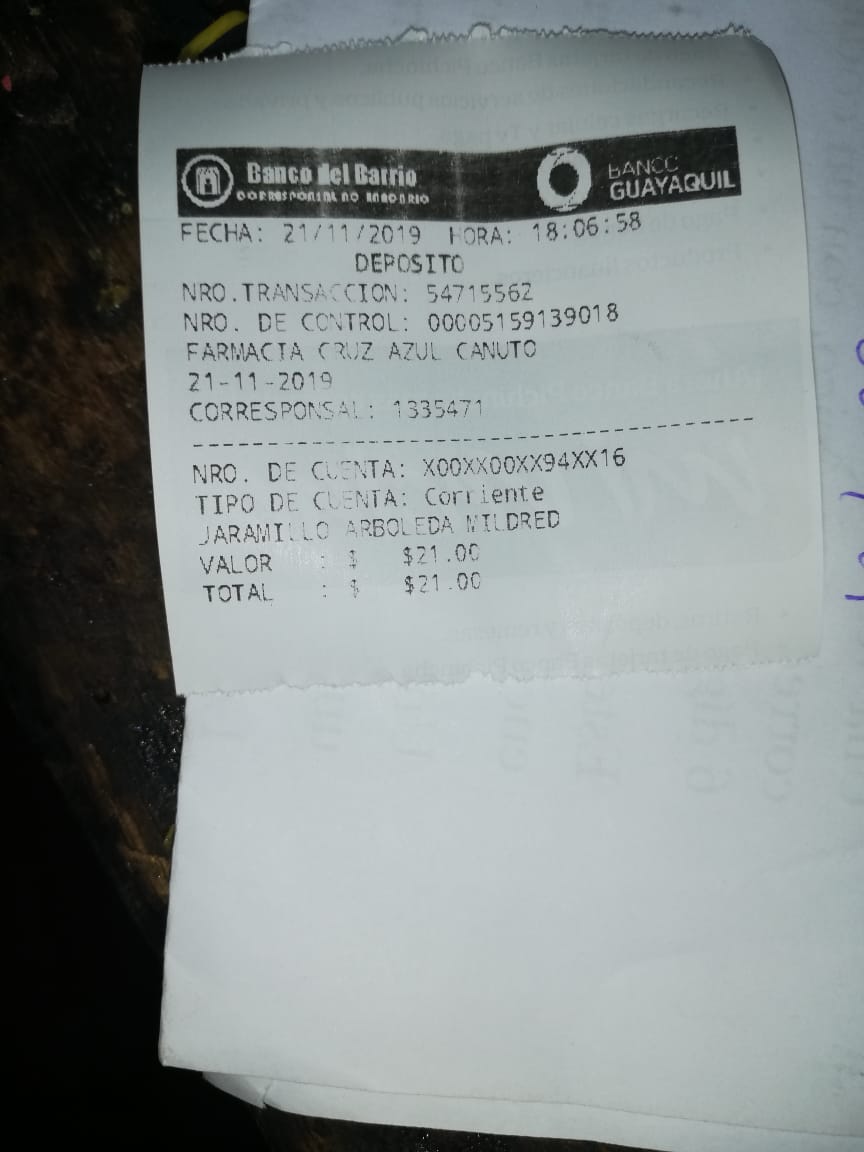 Banco del Barrio
CORRESPONSAL NO BANCARIO
BANCO
GUAYAQUIL
FECHA: 21/11/2019 HORA: 18:06:58
DEPOSITO
NRO.TRANSACCION: 54715562
NRO. DE CONTROL: 00005159139018
FARMACIA CRUZ AZUL CANUTO
21-11-2019
CORRESPONSAL: 1335471
NRO. DE CUENTA: X00XX00XX94XX16
TIPO DE CUENTA: Corriente
JARAMILLO ARBOLEDA MILDRED
VALOR : $ $21.00
TOTAL : $ $21.00